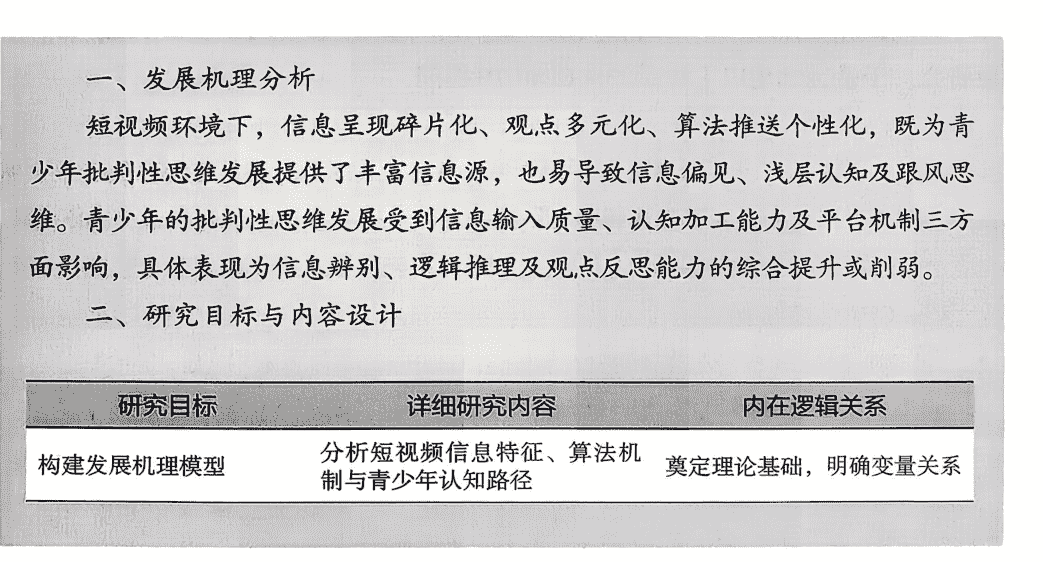 一、发展机理分析
短视频环境下，信息呈现碎片化、观点多元化、算法推送个性化，既为青
少年批判性思维发展提供了丰富信息源，也易导致信息偏见、浅层认知及跟风思
维。青少年的批判性思维发展受到信息输入质量、认知加工能力及平台机制三方
面影响，具体表现为信息辨别、逻辑推理及观点反思能力的综合提升或削弱。
二、研究目标与内容设计
研究目标 详细研究内容 内在逻辑关系
构建发展机理模型 分析短视频信息特征、算法机 奠定理论基础，明确变量关系
制与青少年认知路径